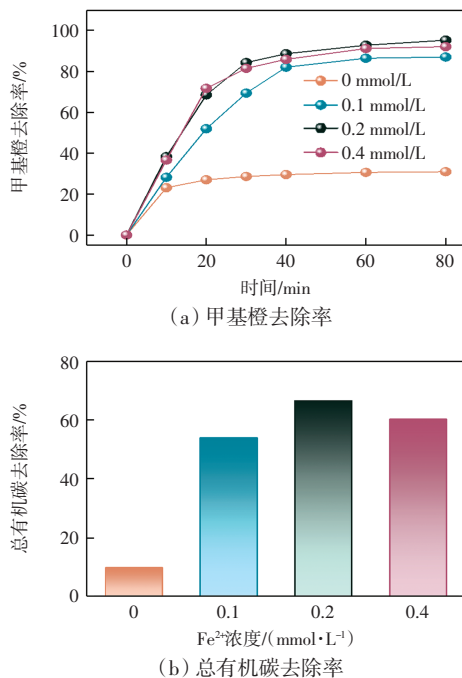 甲基橙去除率/%
100
80
60
40
20
0
0 mmol/L
0.1 mmol/L
0.2 mmol/L
0.4 mmol/L
0 20 40 60 80
时间/min
(a) 甲基橙去除率
总有机碳去除率/%
80
60
40
20
0
0 0.1 0.2 0.4
Fe²⁺浓度/(mmol·L⁻¹)
(b) 总有机碳去除率